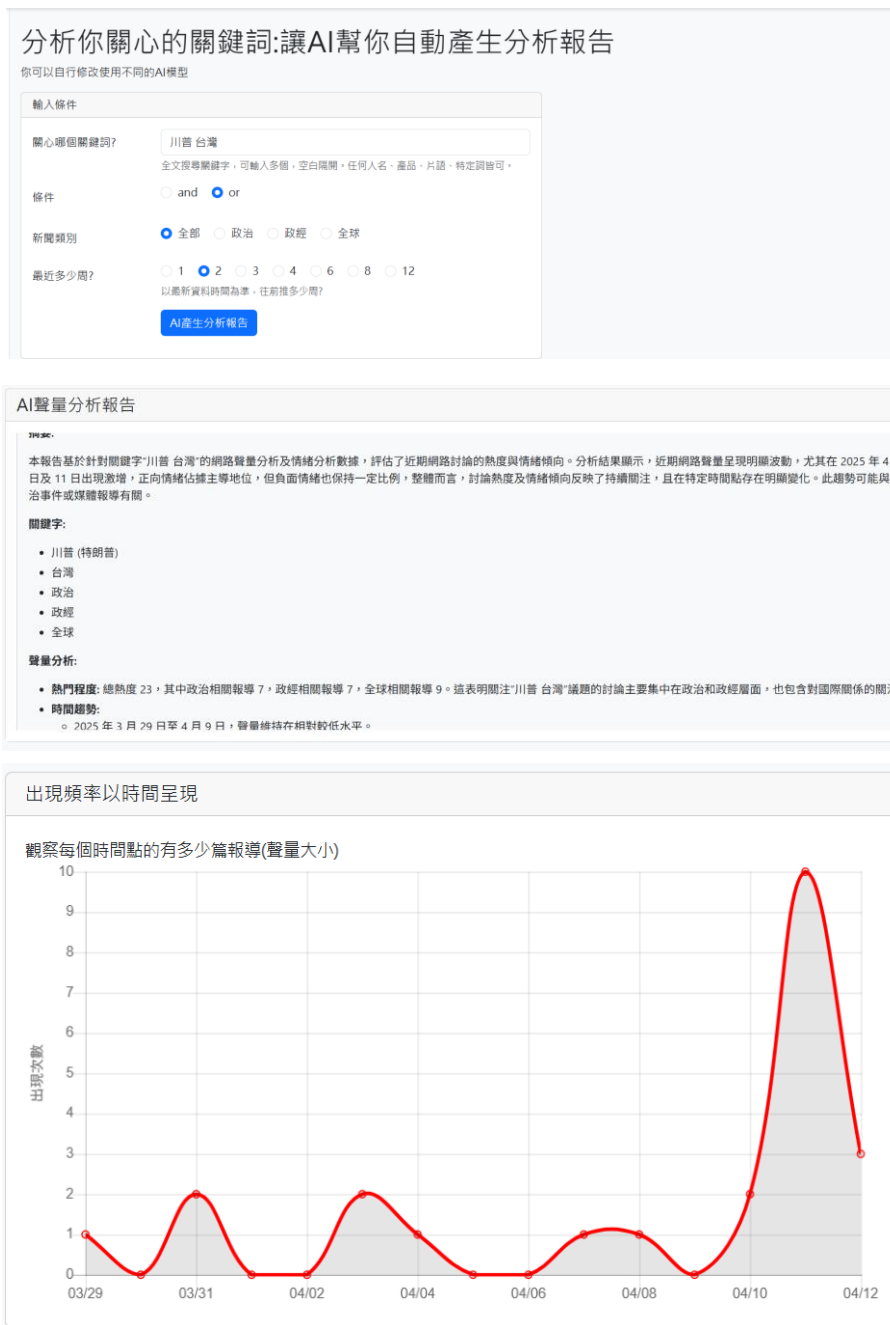 分析你關心的關鍵詞:讓AI幫你自動產生分析報告
你可以自行修改使用不同的AI模型
輸入條件
關心哪個關鍵詞?
川普 台灣
全文搜尋關鍵字，可輸入多個，空白隔開。任何人名、產品、片語、特定詞皆可。
條件
and or
新聞類別
全部 政治 政經 全球
最近多少周?
1 2 3 4 6 8 12
以最新資料時間為準，往前推多少周?
AI產生分析報告
AI聲量分析報告
摘要:
本報告基於針對關鍵字"川普 台灣"的網路聲量分析及情緒分析數據，評估了近期網路討論的熱度與情緒傾向。分析結果顯示，近期網路聲量呈現明顯波動，尤其在 2025 年 4
日及 11 日出現激增，正向情緒佔據主導地位，但負面情緒也保持一定比例，整體而言，討論熱度及情緒傾向反映了持續關注，且在特定時間點存在明顯變化。此趨勢可能與
治事件或媒體報導有關。
關鍵字:
川普 (特朗普)
台灣
政治
政經
全球
聲量分析:
熱門程度: 總熱度 23，其中政治相關報導 7，政經相關報導 7，全球相關報導 9。這表明關注"川普 台灣"議題的討論主要集中在政治和政經層面，也包含對國際關係的關
時間趨勢:
2025 年 3 月 29 日至 4 月 9 日，聲量維持在相對較低水平。
出現頻率以時間呈現
觀察每個時間點的有多少篇報導(聲量大小)
10
9
8
7
6
出現次數
5
4
3
2
1
0
03/29 03/31 04/02 04/04 04/06 04/08 04/10 04/12